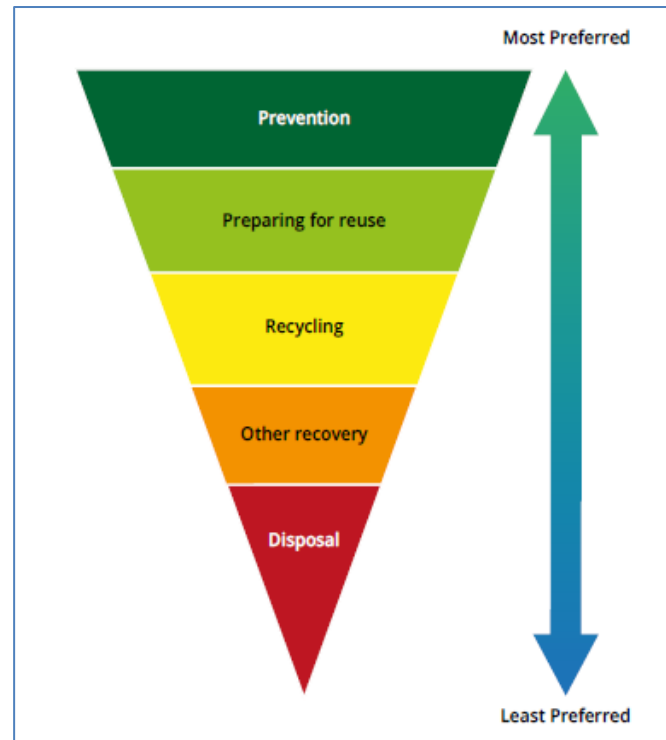 Most Preferred
Prevention
Preparing for reuse
Recycling
Other recovery
Disposal
Least Preferred